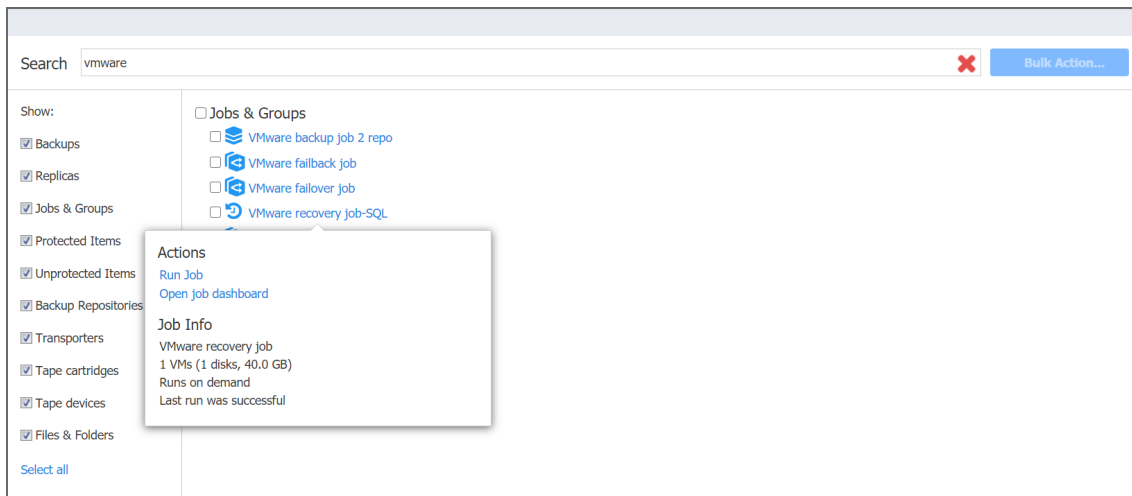 Search
vmware
Bulk Action...
Show:
Backups
Replicas
Jobs & Groups
Protected Items
Unprotected Items
Backup Repositories
Transporters
Tape cartridges
Tape devices
Files & Folders
Select all
Jobs & Groups
VMware backup job 2 repo
VMware failback job
VMware failover job
VMware recovery job-SQL
Actions
Run Job
Open job dashboard
Job Info
VMware recovery job
1 VMs (1 disks, 40.0 GB)
Runs on demand
Last run was successful